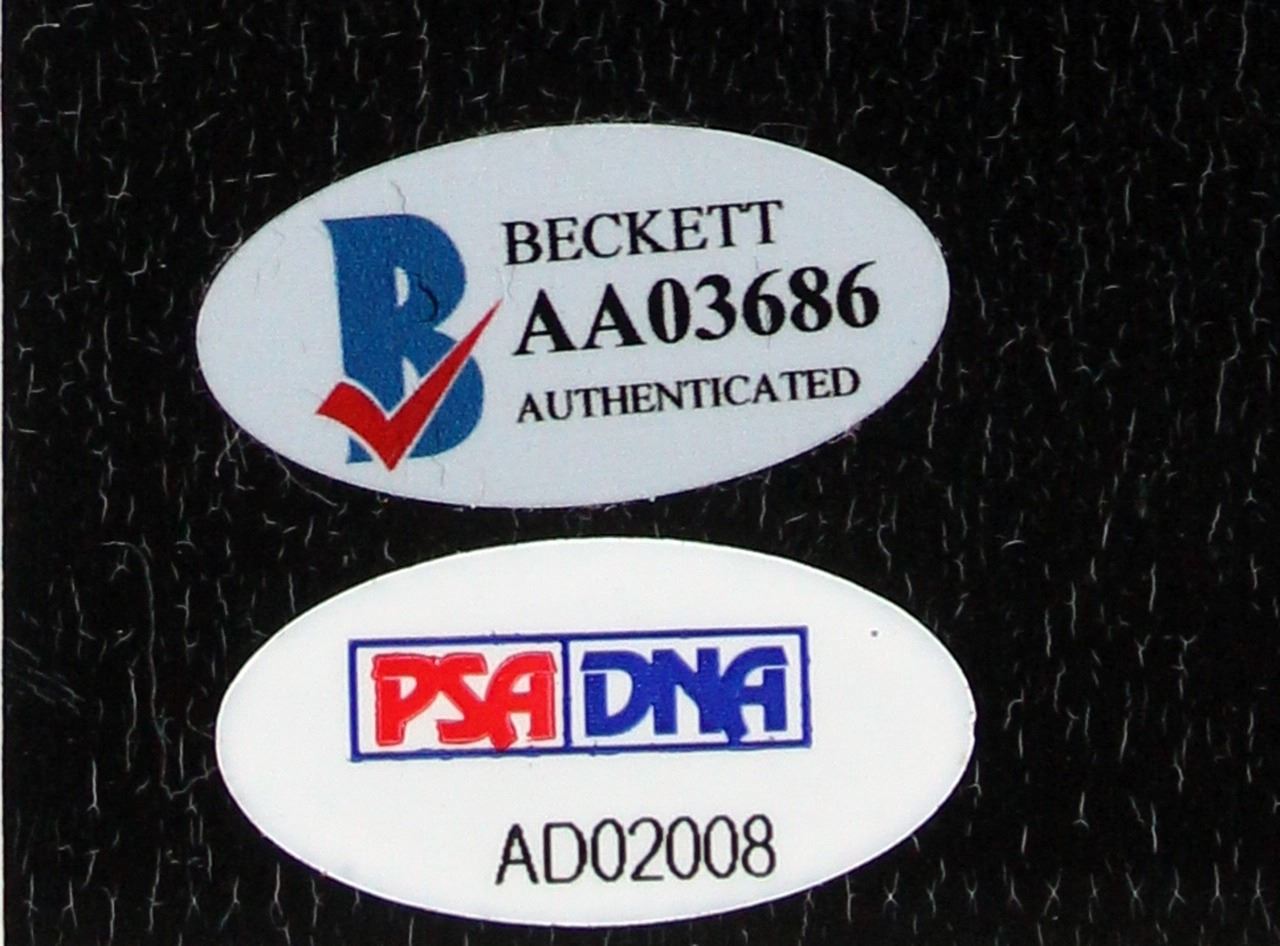 BECKETT
AA03686
AUTHENTICATED
PSA DNA
AD02008